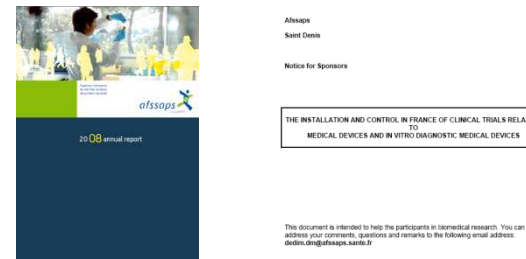 afssaps
2008 annual report
Afssaps
Saint Denis
Notice for Sponsors
THE INSTALLATION AND CONTROL IN FRANCE OF CLINICAL TRIALS RELA
TO
MEDICAL DEVICES AND IN VITRO DIAGNOSTIC MEDICAL DEVICES
This document is intended to help the participants in biomedical research. You can
address your comments, questions and remarks to the following email address:
dedim.dm@afssaps.sante.fr